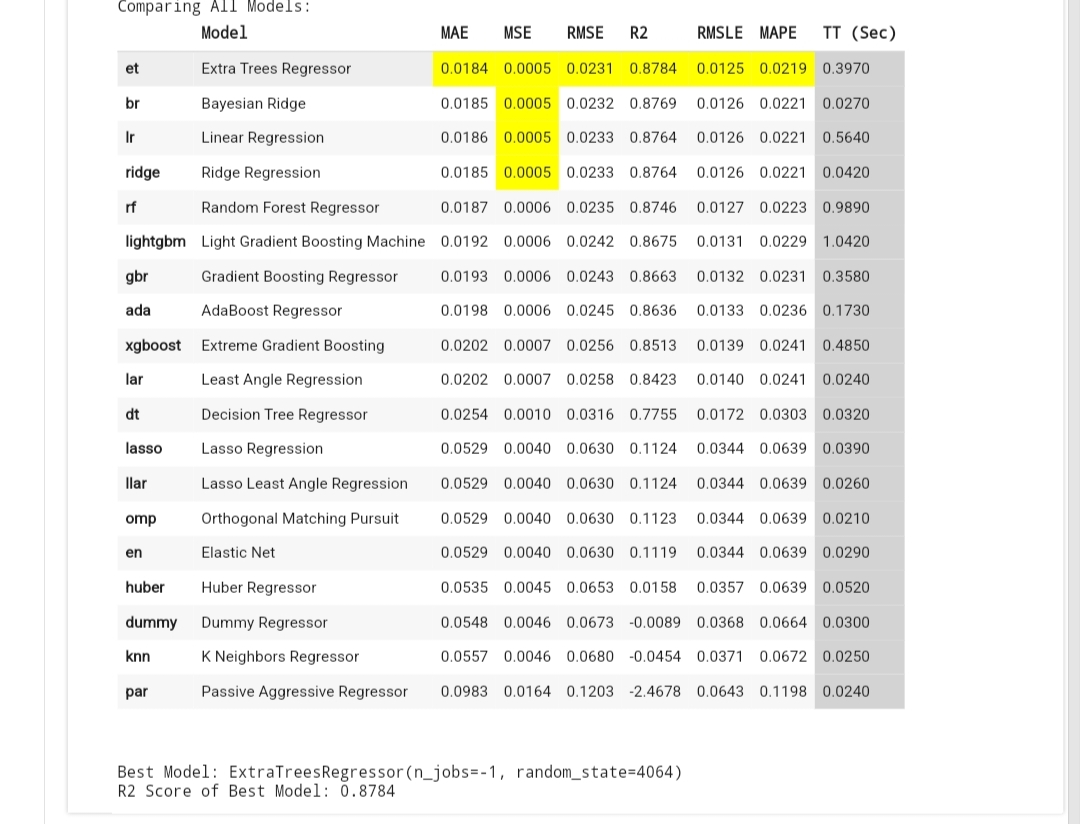 Comparing All Models:
Model MAE MSE RMSE R2 RMSLE MAPE TT (Sec)
et Extra Trees Regressor 0.0184 0.0005 0.0231 0.8784 0.0125 0.0219 0.3970
br Bayesian Ridge 0.0185 0.0005 0.0232 0.8769 0.0126 0.0221 0.0270
lr Linear Regression 0.0186 0.0005 0.0233 0.8764 0.0126 0.0221 0.5640
ridge Ridge Regression 0.0185 0.0005 0.0233 0.8764 0.0126 0.0221 0.0420
rf Random Forest Regressor 0.0187 0.0006 0.0235 0.8746 0.0127 0.0223 0.9890
lightgbm Light Gradient Boosting Machine 0.0192 0.0006 0.0242 0.8675 0.0131 0.0229 1.0420
gbr Gradient Boosting Regressor 0.0193 0.0006 0.0243 0.8663 0.0132 0.0231 0.3580
ada AdaBoost Regressor 0.0198 0.0006 0.0245 0.8636 0.0133 0.0236 0.1730
xgboost Extreme Gradient Boosting 0.0202 0.0007 0.0256 0.8513 0.0139 0.0241 0.4850
lar Least Angle Regression 0.0202 0.0007 0.0258 0.8423 0.0140 0.0241 0.0240
dt Decision Tree Regressor 0.0254 0.0010 0.0316 0.7755 0.0172 0.0303 0.0320
lasso Lasso Regression 0.0529 0.0040 0.0630 0.1124 0.0344 0.0639 0.0390
llar Lasso Least Angle Regression 0.0529 0.0040 0.0630 0.1124 0.0344 0.0639 0.0260
omp Orthogonal Matching Pursuit 0.0529 0.0040 0.0630 0.1123 0.0344 0.0639 0.0210
en Elastic Net 0.0529 0.0040 0.0630 0.1119 0.0344 0.0639 0.0290
huber Huber Regressor 0.0535 0.0045 0.0653 0.0158 0.0357 0.0639 0.0520
dummy Dummy Regressor 0.0548 0.0046 0.0673 -0.0089 0.0368 0.0664 0.0300
knn K Neighbors Regressor 0.0557 0.0046 0.0680 -0.0454 0.0371 0.0672 0.0250
par Passive Aggressive Regressor 0.0983 0.0164 0.1203 -2.4678 0.0643 0.1198 0.0240
Best Model: ExtraTreesRegressor(n_jobs=-1, random_state=4064)
R2 Score of Best Model: 0.8784